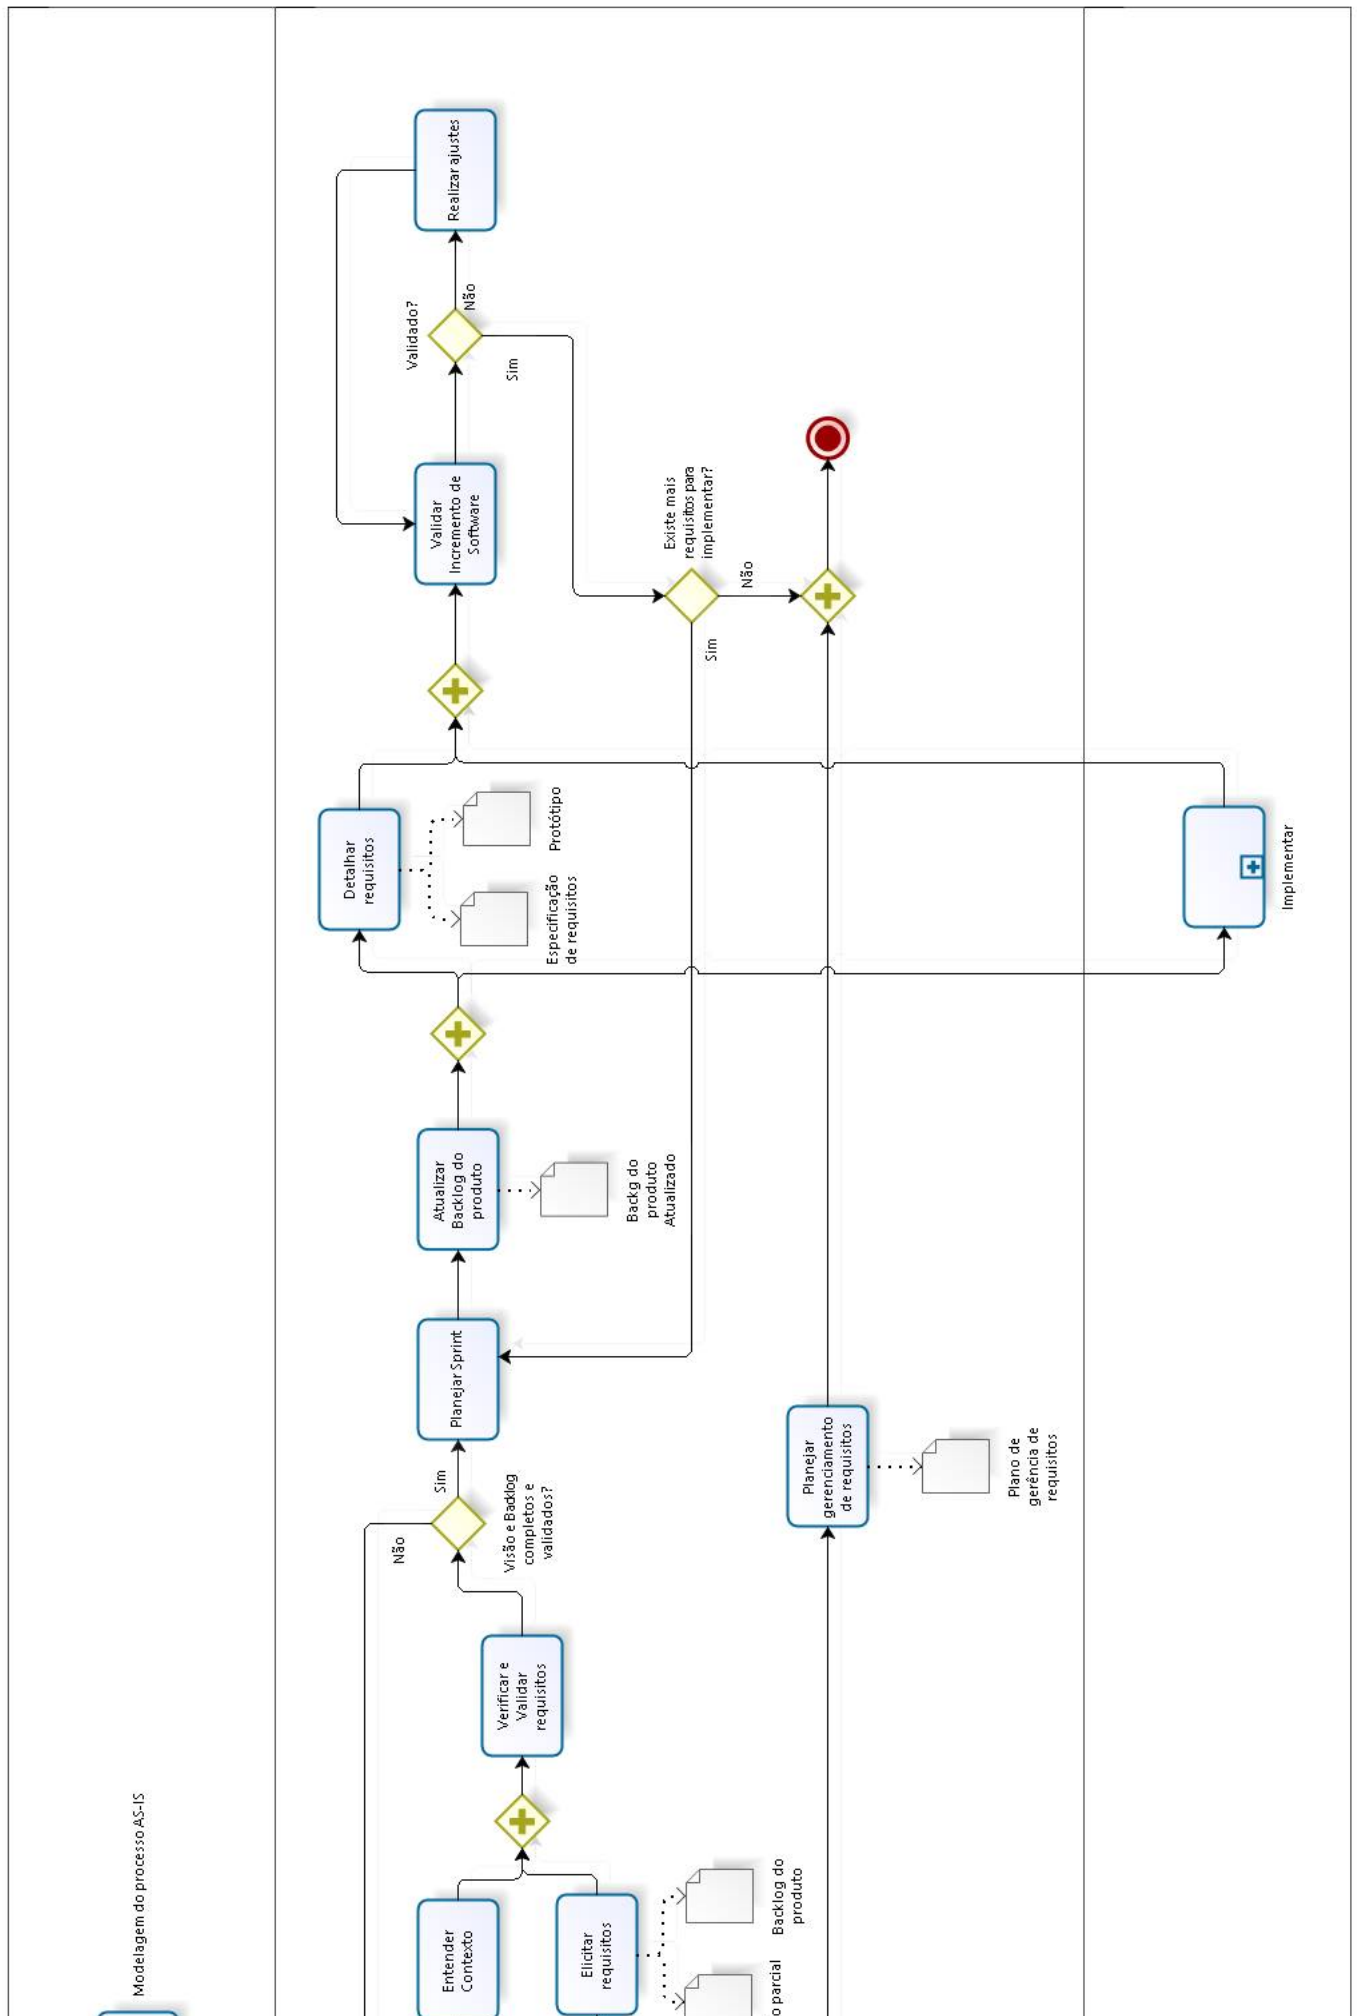 Modelagem do processo AS-IS
Entender
Contexto
Elicitar
requisitos
Backlog do
produto
o parcial
Verificar e
Validar
requisitos
Não
Sim
Visão e Backlog
completos e
validados?
Planejar Sprint
Atualizar
Backlog do
produto
Backg do
produto
Atualizado
Detalhar
requisitos
Especificação
de requisitos
Protótipo
Validar
Incremento de
Software
Validado?
Não
Sim
Realizar ajustes
Existe mais
requisitos para
implementar?
Sim
Não
Planejar
gerenciamento
de requisitos
Plano de
gerência de
requisitos
Implementar